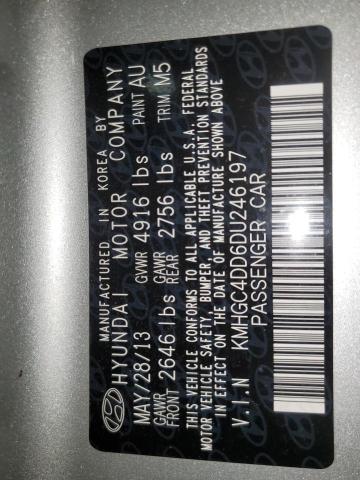 MANUFACTURED IN KOREA BY
HYUNDAI MOTOR COMPANY
MAY/28/13 GVWR 4916 lbs PAINT AU
GAWR FRONT 2646 lbs GAWR REAR 2756 lbs TRIM M5
THIS VEHICLE CONFORMS TO ALL APPLICABLE U.S.A. FEDERAL
MOTOR VEHICLE SAFETY, BUMPER, AND THEFT PREVENTION STANDARDS
IN EFFECT ON THE DATE OF MANUFACTURE SHOWN ABOVE
V.I.N KMHGC4DD6DU246197
PASSENGER CAR